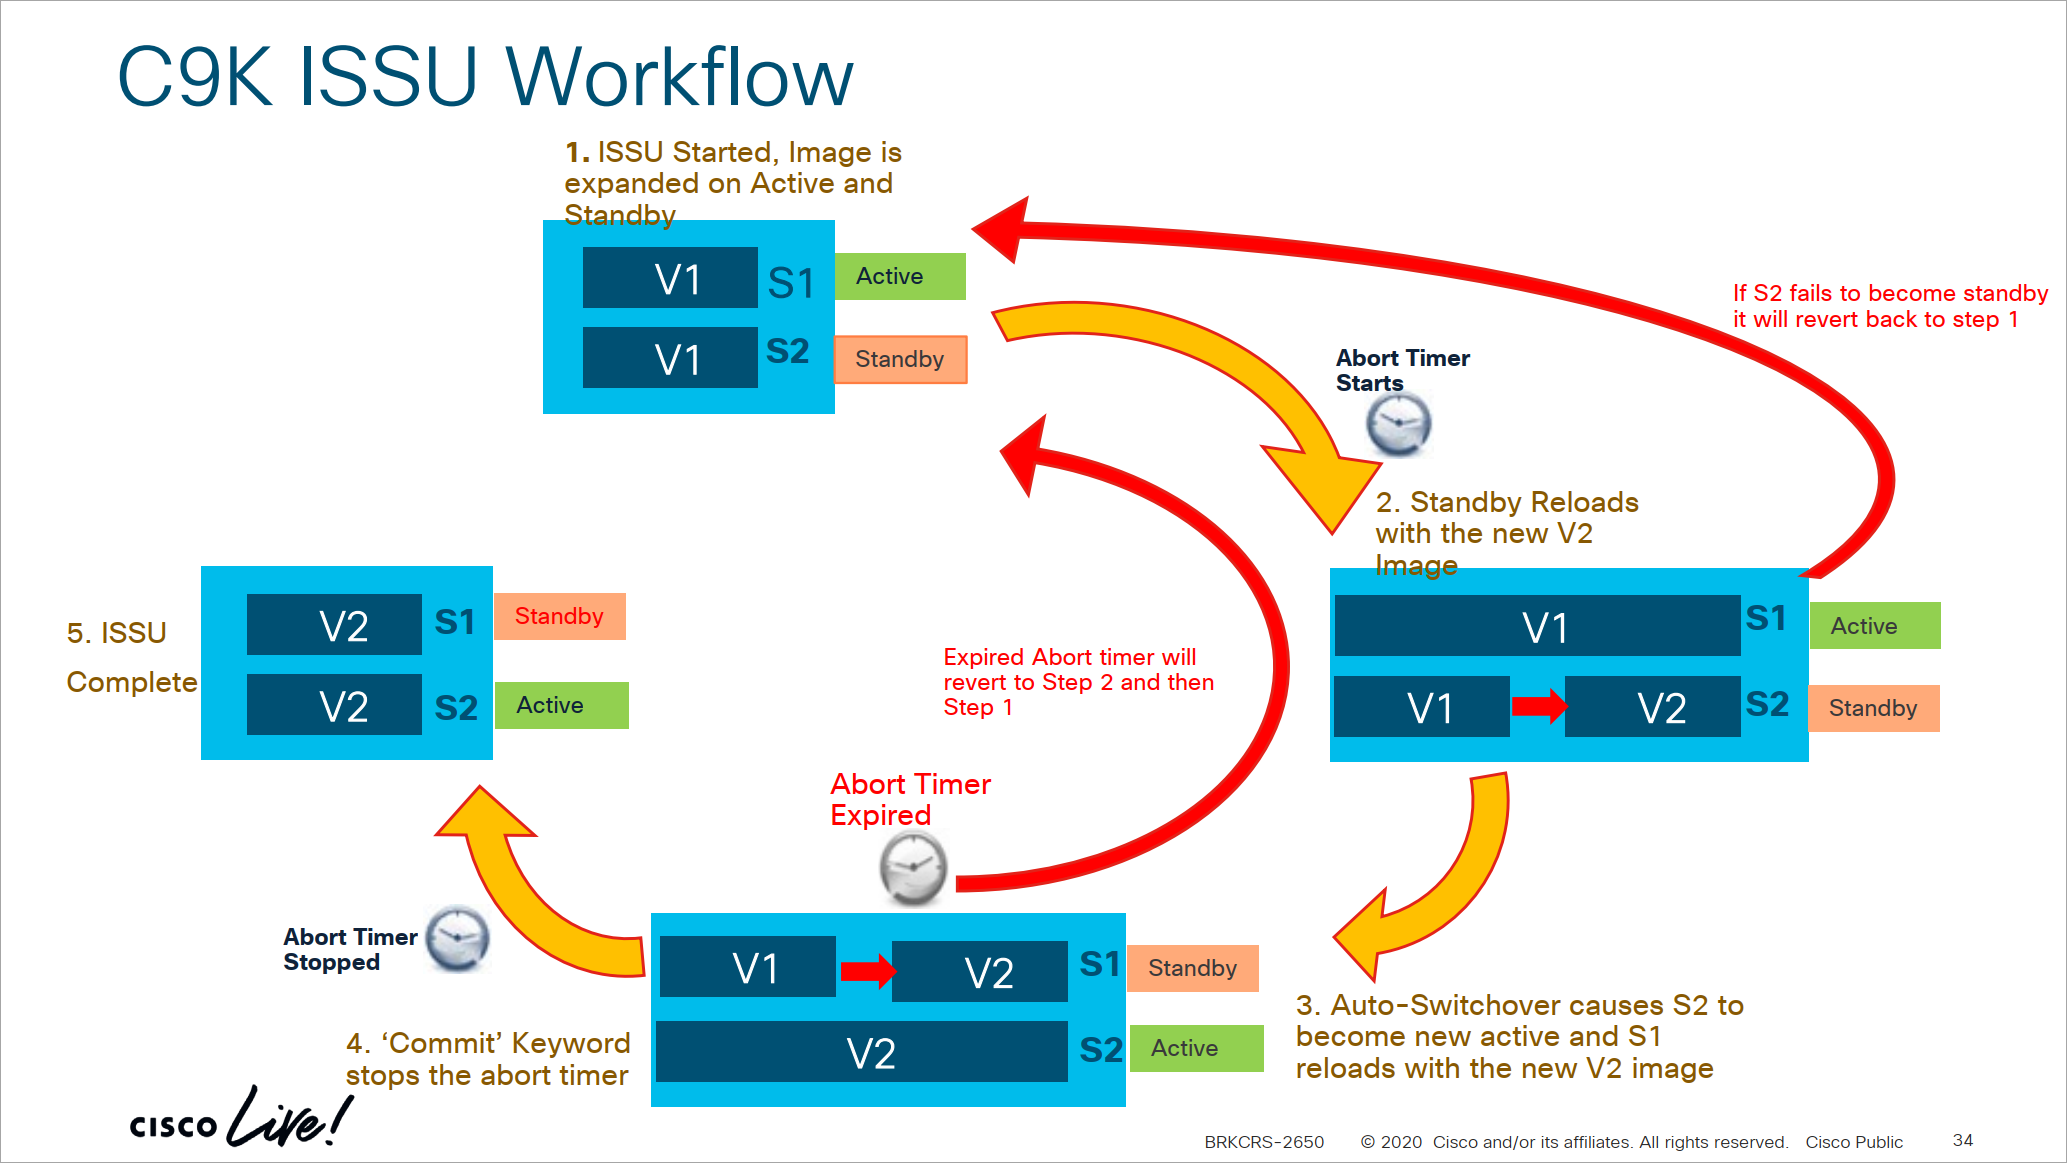 C9K ISSU Workflow
1. ISSU Started, Image is
expanded on Active and
Standby
V1 S1 Active
V1 S2 Standby
If S2 fails to become standby
it will revert back to step 1
Abort Timer
Starts
2. Standby Reloads
with the new V2
Image
V1 S1 Active
V1 V2 S2 Standby
5. ISSU
Complete
V2 S1 Standby
V2 S2 Active
Expired Abort timer will
revert to Step 2 and then
Step 1
Abort Timer
Expired
Abort Timer
Stopped
V1 V2 S1 Standby
V2 S2 Active
3. Auto-Switchover causes S2 to
become new active and S1
reloads with the new V2 image
4. ‘Commit’ Keyword
stops the abort timer
CISCO Live!
BRKCRS-2650 © 2020 Cisco and/or its affiliates. All rights reserved. Cisco Public 34